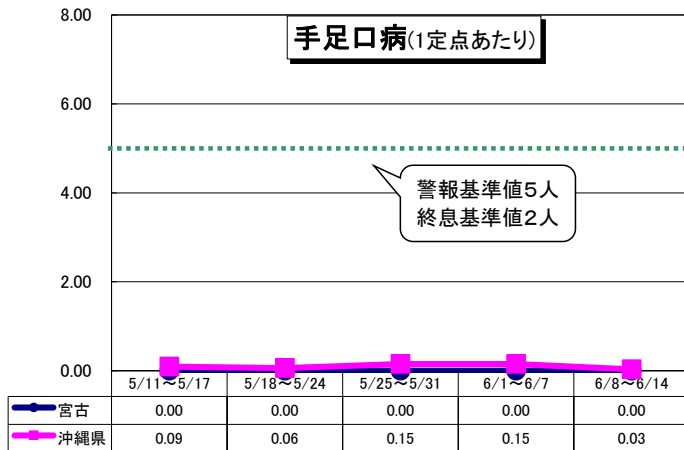 手足口病(1定点あたり)
8.00
6.00
4.00
2.00
0.00
警報基準値5人
終息基準値2人
5/11～5/17 5/18～5/24 5/25～5/31 6/1～6/7 6/8～6/14
宮古 0.00 0.00 0.00 0.00 0.00
沖縄県 0.09 0.06 0.15 0.15 0.03